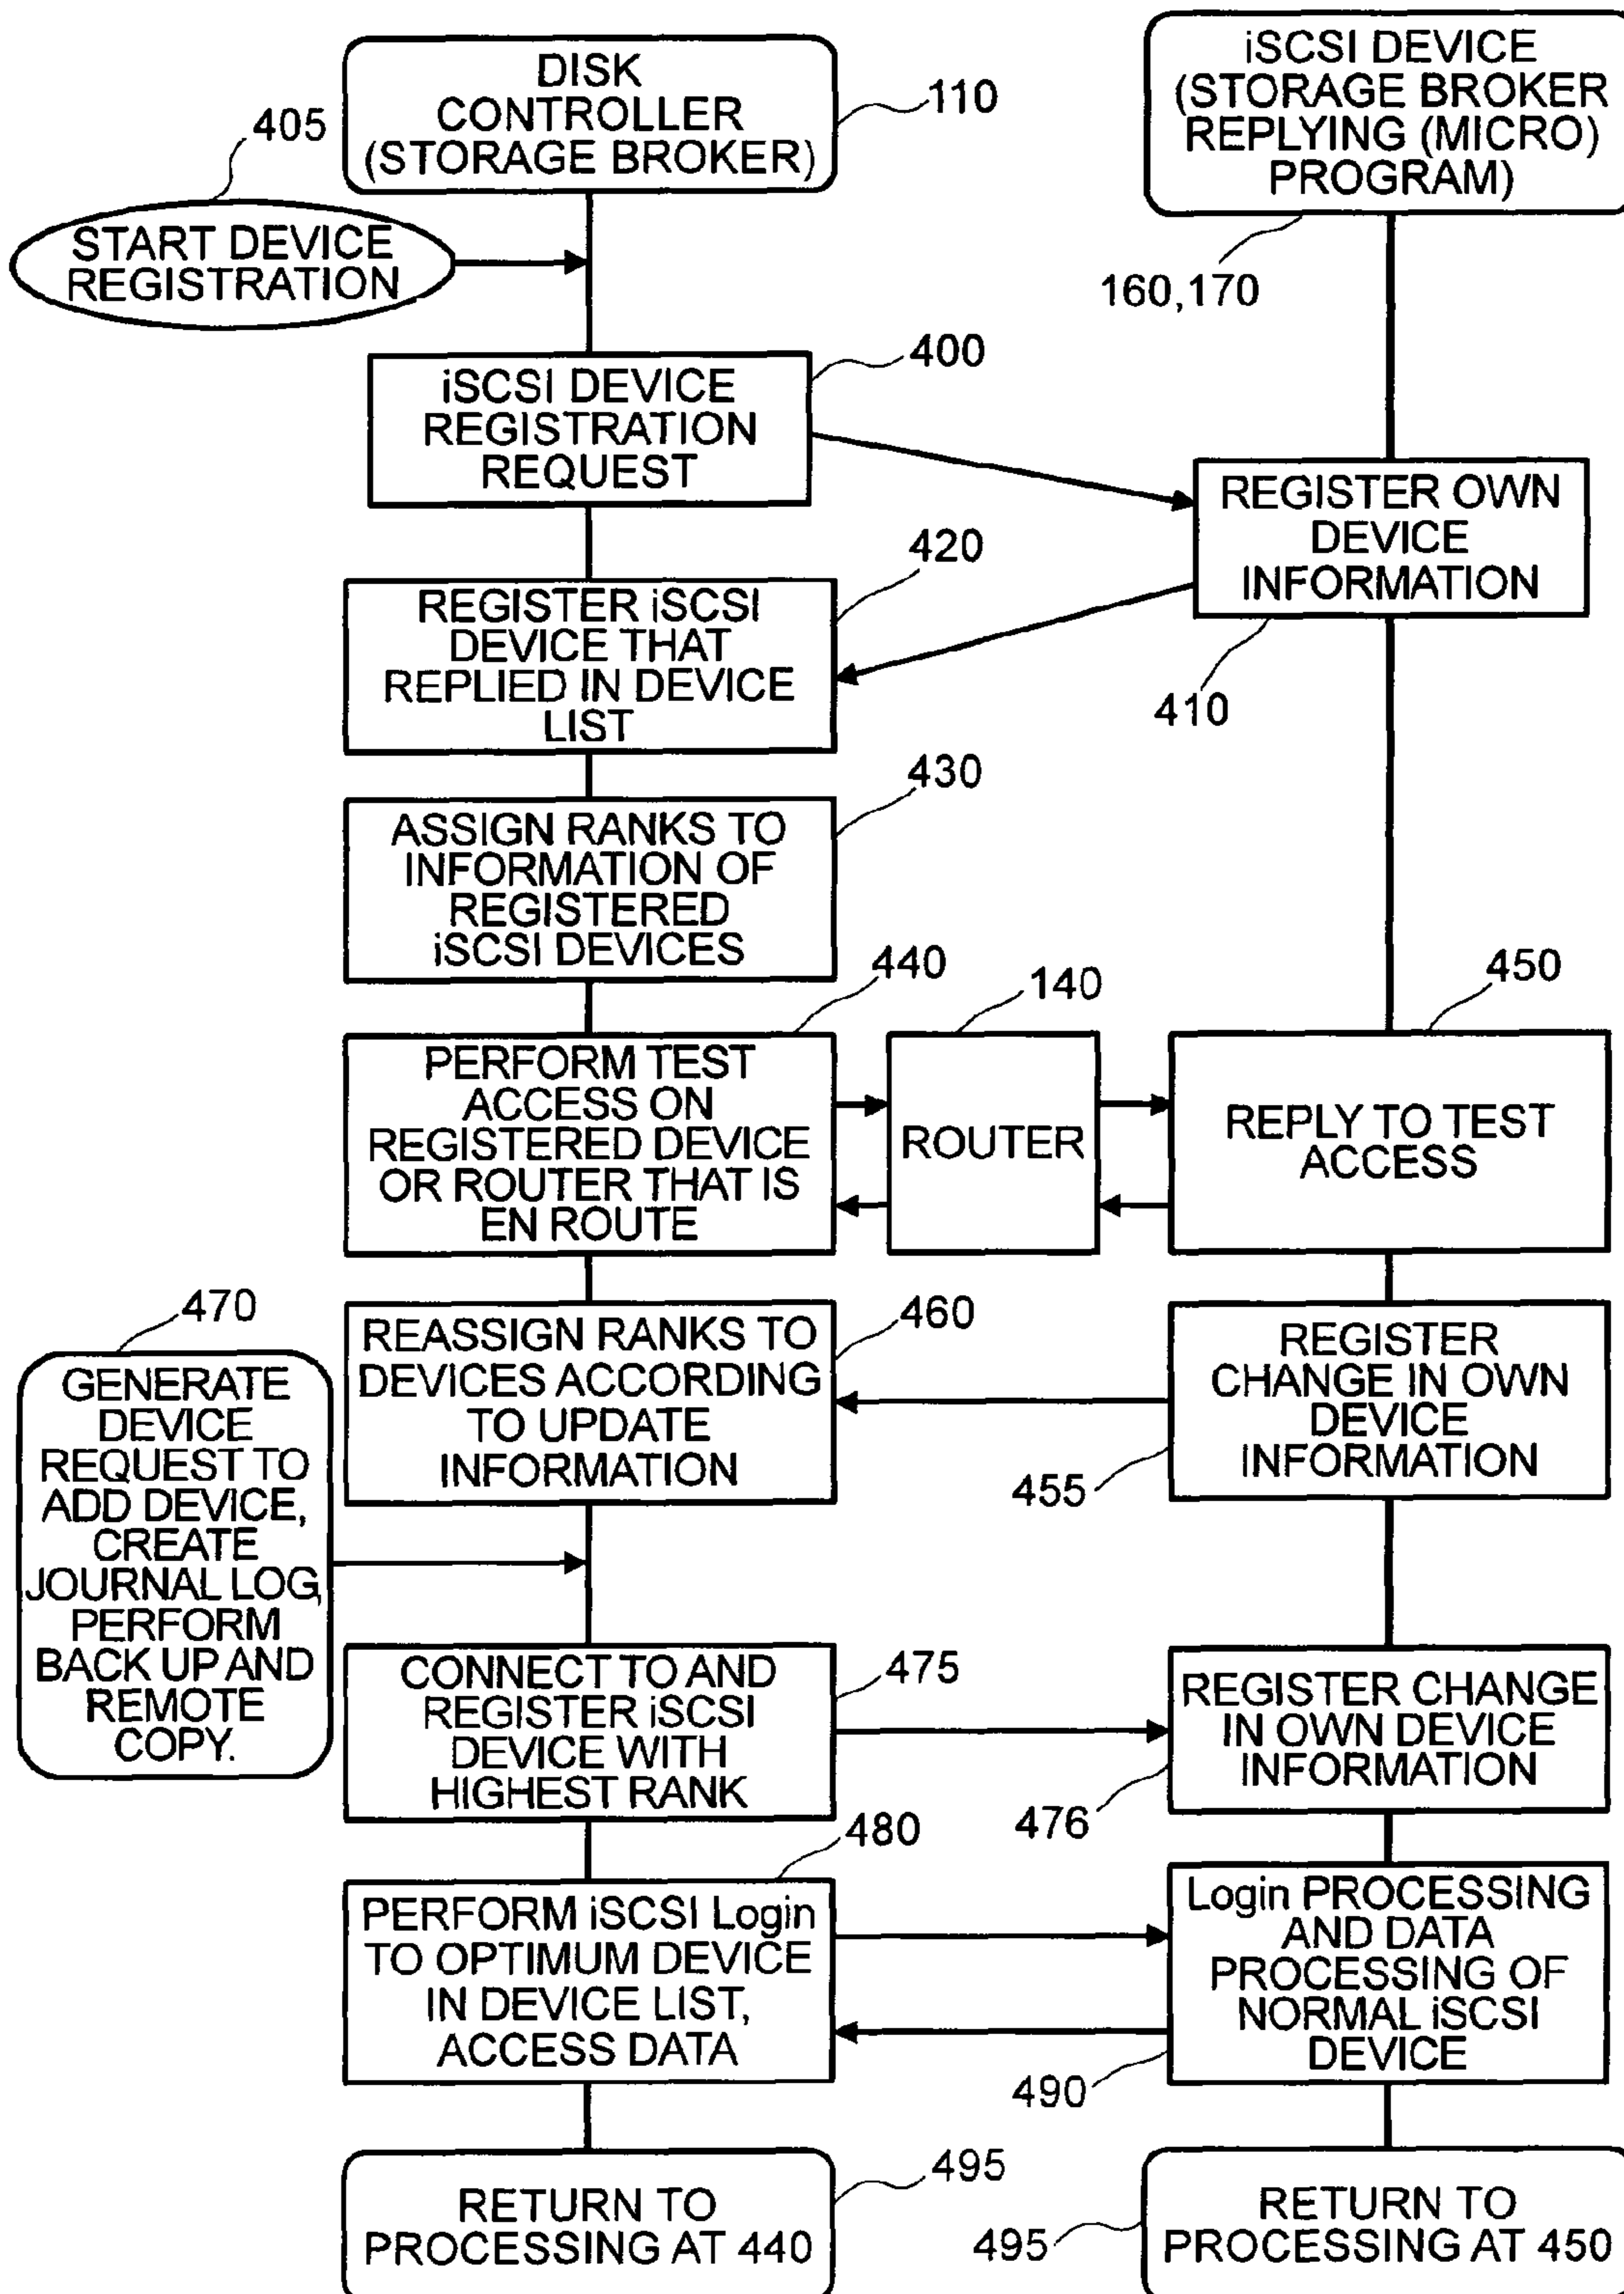 DISK
CONTROLLER
(STORAGE BROKER)
110
iSCSI DEVICE
(STORAGE BROKER
REPLYING (MICRO)
PROGRAM)
160,170
405
START DEVICE
REGISTRATION
400
iSCSI DEVICE
REGISTRATION
REQUEST
REGISTER OWN
DEVICE
INFORMATION
410
420
REGISTER iSCSI
DEVICE THAT
REPLIED IN DEVICE
LIST
430
ASSIGN RANKS TO
INFORMATION OF
REGISTERED
iSCSI DEVICES
440
PERFORM TEST
ACCESS ON
REGISTERED DEVICE
OR ROUTER THAT IS
EN ROUTE
140
ROUTER
450
REPLY TO TEST
ACCESS
460
REASSIGN RANKS TO
DEVICES ACCORDING
TO UPDATE
INFORMATION
REGISTER
CHANGE IN OWN
DEVICE
INFORMATION
455
470
GENERATE
DEVICE
REQUEST TO
ADD DEVICE,
CREATE
JOURNAL LOG,
PERFORM
BACK UP AND
REMOTE
COPY.
475
CONNECT TO AND
REGISTER iSCSI
DEVICE WITH
HIGHEST RANK
REGISTER CHANGE
IN OWN DEVICE
INFORMATION
476
480
PERFORM iSCSI Login
TO OPTIMUM DEVICE
IN DEVICE LIST,
ACCESS DATA
Login PROCESSING
AND DATA
PROCESSING OF
NORMAL iSCSI
DEVICE
490
495
RETURN TO
PROCESSING AT 440
495
RETURN TO
PROCESSING AT 450